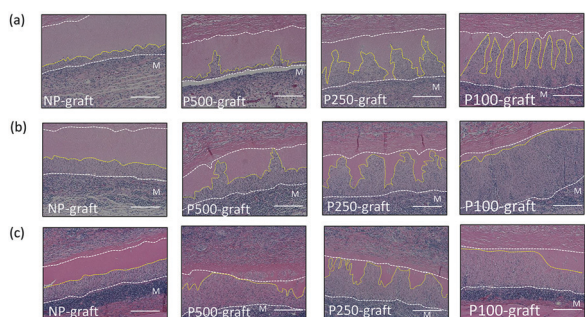 (a)
M
NP-graft
M
P500-graft
M
P250-graft
M
P100-graft
(b)
M
NP-graft
M
P500-graft
M
P250-graft
M
P100-graft
(c)
M
NP-graft
M
P500-graft
M
P250-graft
M
P100-graft